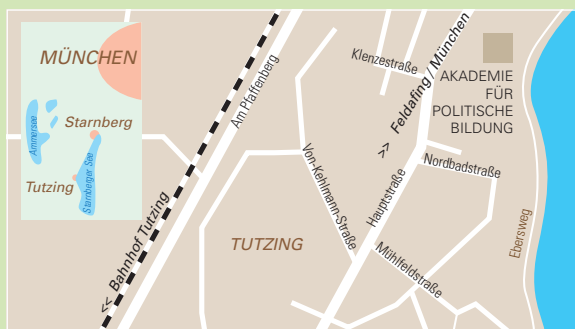 MÜNCHEN
Starnberg
Ammersee
Starnberger See
Tutzing
<< Bahnhof Tutzing
Am Pfaffenberg
TUTZING
Von-Kehlmann-Straße
Hauptstraße
Mühlfeldstraße
Klenzestraße
>> Feldafing / München
Nordbadstraße
AKADEMIE
FÜR
POLITISCHE
BILDUNG
Ebersweg